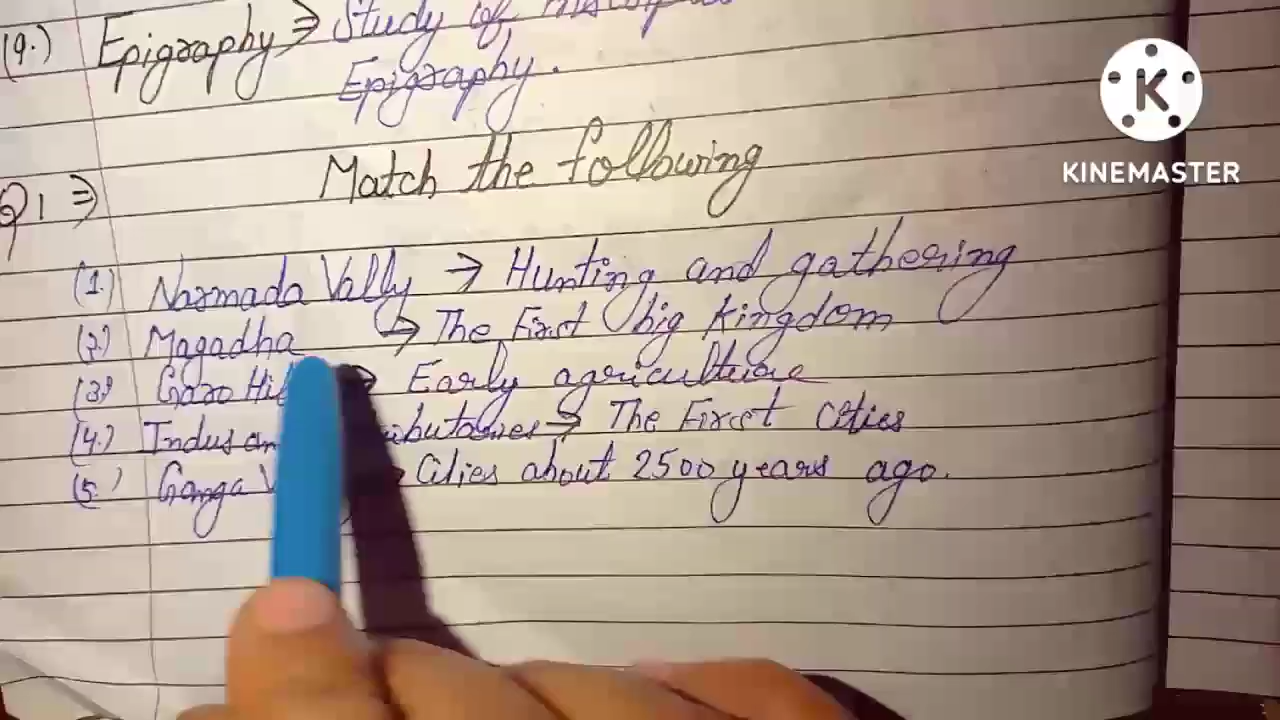 (9.) Epigraphy ⇒ Study of
Epigraphy.
Match the following
Q1 ⇒
(1.) Narmada Vally → Hunting and gathering
(2.) Magadha → The First big kingdom
(3) Garo → Early agriculture
(4.) Indus → The First Cities
(5.) Ganga → Cities about 2500 years ago.
K
KINEMASTER